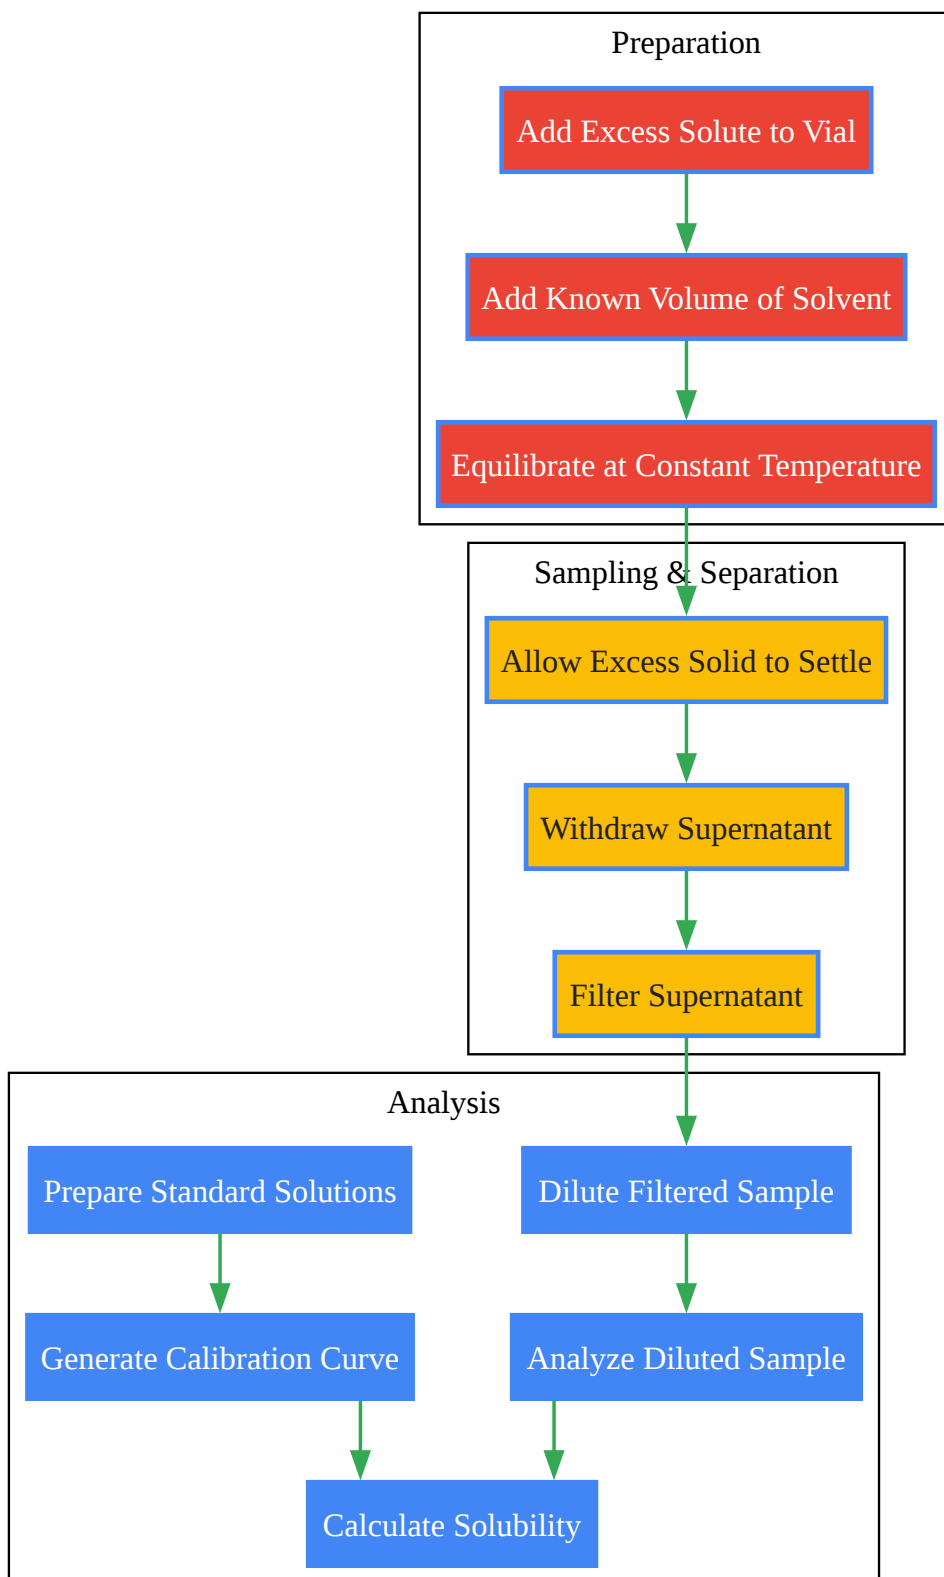 Preparation
Add Excess Solute to Vial
Add Known Volume of Solvent
Equilibrate at Constant Temperature
Sampling & Separation
Allow Excess Solid to Settle
Withdraw Supernatant
Filter Supernatant
Analysis
Prepare Standard Solutions
Dilute Filtered Sample
Generate Calibration Curve
Analyze Diluted Sample
Calculate Solubility